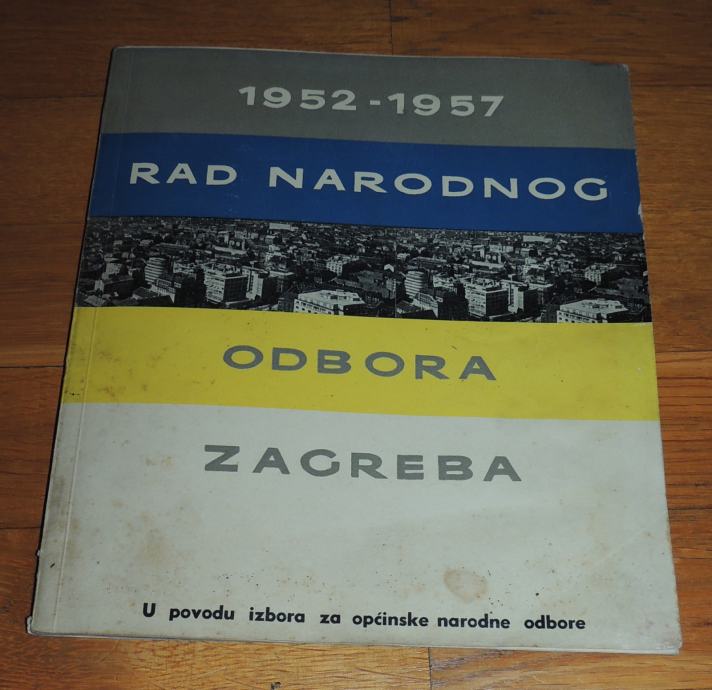 1952-1957
RAD NARODNOG
ODBORA
ZAGREBA
U povodu izbora za općinske narodne odbore